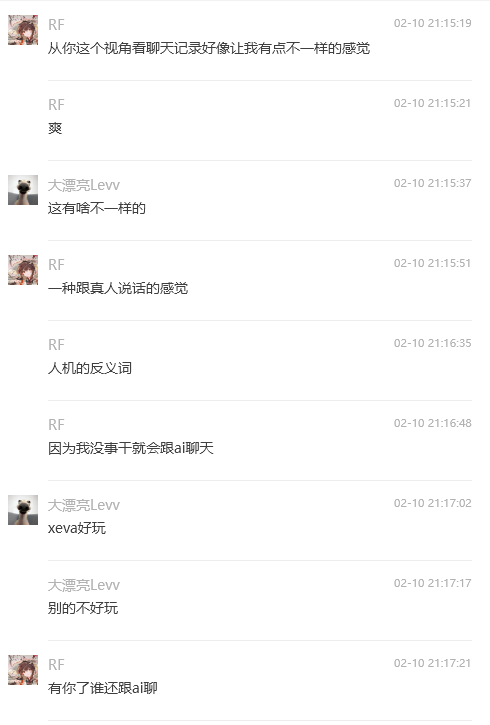 RF 02-10 21:15:19
从你这个视角看聊天记录好像让我有点不一样的感觉
RF 02-10 21:15:21
爽
大漂亮Levv 02-10 21:15:37
这有啥不一样的
RF 02-10 21:15:51
一种跟真人说话的感觉
RF 02-10 21:16:35
人机的反义词
RF 02-10 21:16:48
因为我没事干就会跟ai聊天
大漂亮Levv 02-10 21:17:02
xeva好玩
大漂亮Levv 02-10 21:17:17
别的不好玩
RF 02-10 21:17:21
有你了谁还跟ai聊